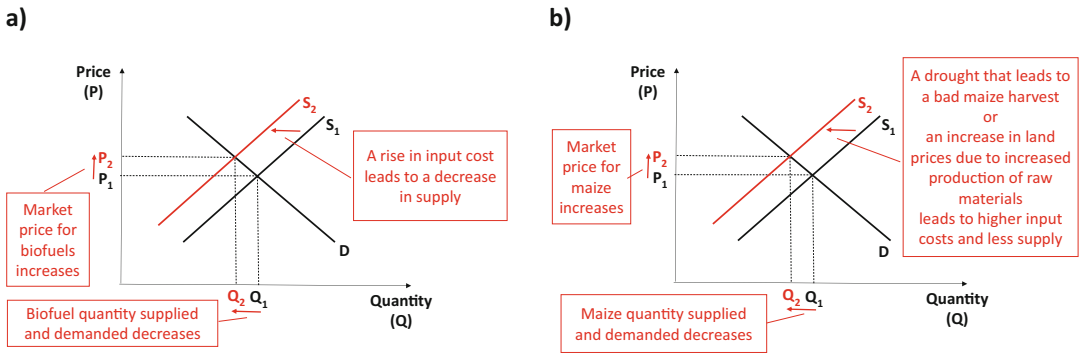 a)
Price
(P)
S2
S1
P2
P1
A rise in input cost
leads to a decrease
in supply
Market
price for
biofuels
increases
D
Q2 Q1
Quantity
(Q)
Biofuel quantity supplied
and demanded decreases
b)
Price
(P)
S2
S1
A drought that leads to
a bad maize harvest
or
an increase in land
prices due to increased
production of raw
materials
leads to higher input
costs and less supply
Market
price for
maize
increases
P2
P1
D
Q2 Q1
Quantity
(Q)
Maize quantity supplied
and demanded decreases